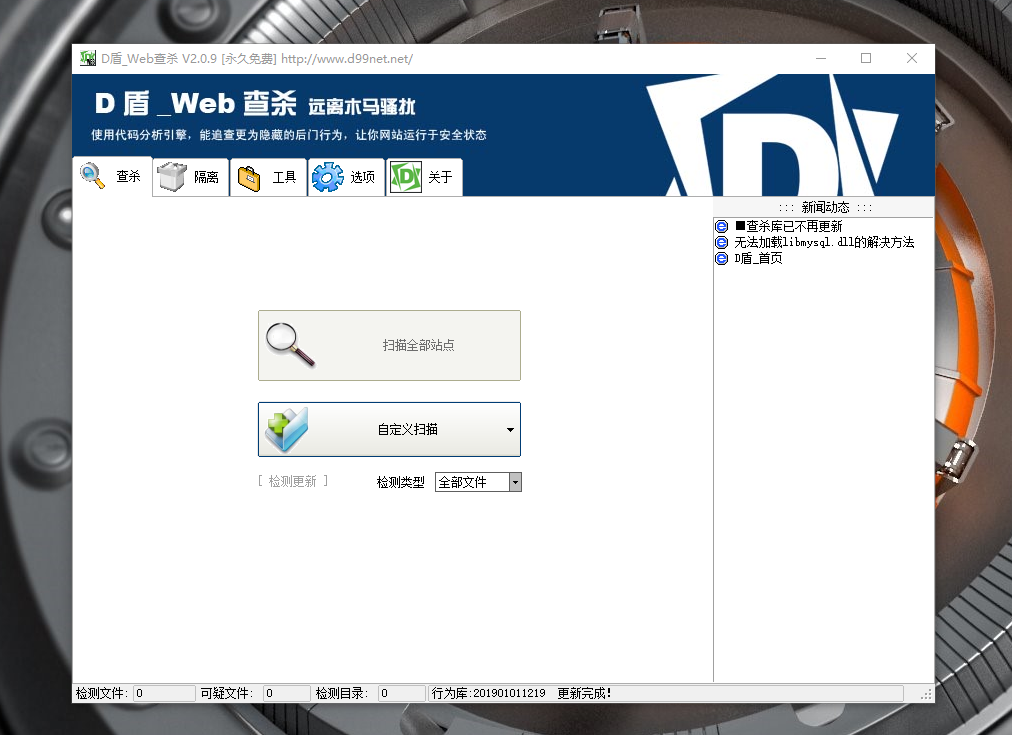 D盾_Web查杀 V2.0.9 [永久免费] http://www.d99net.net/
D 盾 _Web 查杀 远离木马骚扰
使用代码分析引擎，能追查更为隐藏的后门行为，让你网站运行于安全状态
查杀 隔离 工具 选项 关于
::: 新闻动态 :::
■查杀库已不再更新
无法加载libmysql.dll的解决方法
D盾_首页
扫描全部站点
自定义扫描
[ 检测更新 ] 检测类型 全部文件
检测文件: 0 可疑文件: 0 检测目录: 0 行为库:201901011219 更新完成!